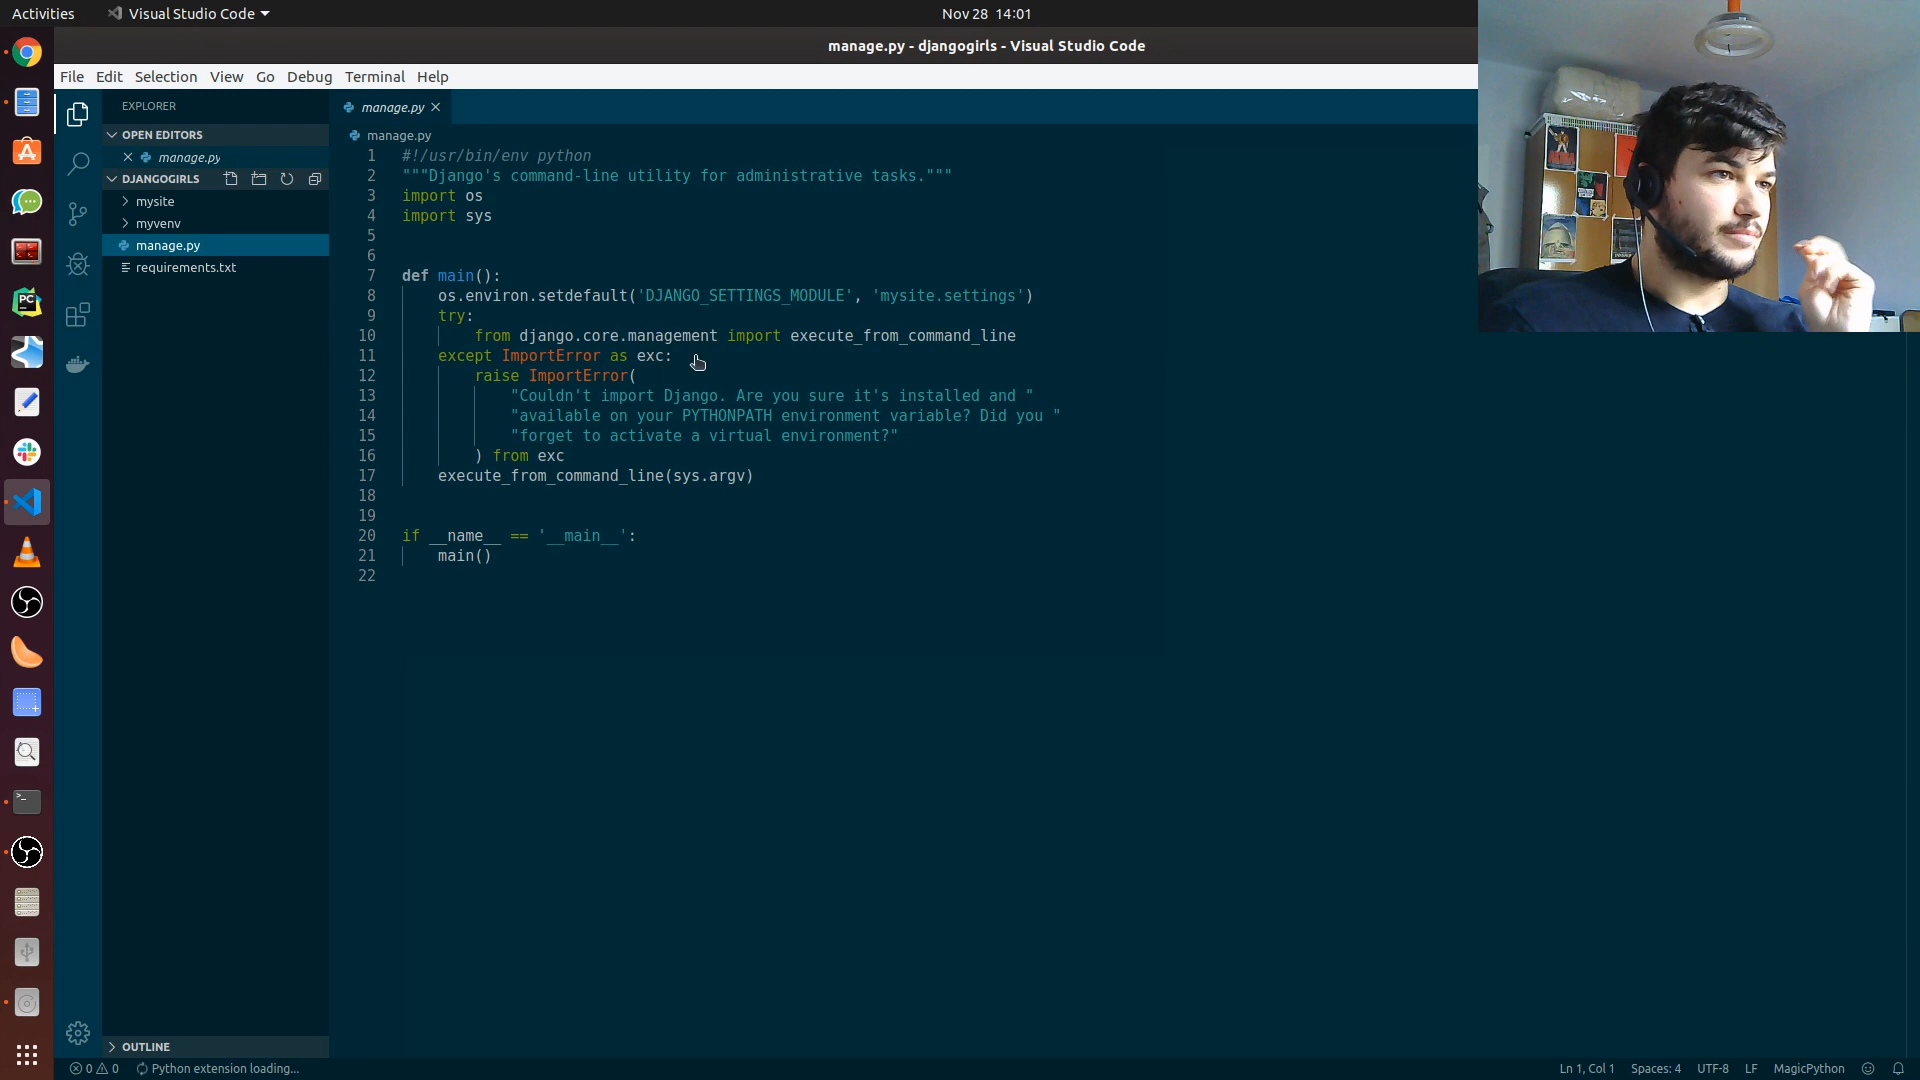 Activities
Visual Studio Code
Nov 28 14:01
manage.py - djangogirls - Visual Studio Code
File Edit Selection View Go Debug Terminal Help
EXPLORER
OPEN EDITORS
manage.py
DJANGOGIRLS
mysite
myvenv
manage.py
requirements.txt
OUTLINE
manage.py
manage.py
1 #!/usr/bin/env python
2 """Django's command-line utility for administrative tasks."""
3 import os
4 import sys
5
6
7 def main():
8 os.environ.setdefault('DJANGO_SETTINGS_MODULE', 'mysite.settings')
9 try:
10 from django.core.management import execute_from_command_line
11 except ImportError as exc:
12 raise ImportError(
13 "Couldn't import Django. Are you sure it's installed and "
14 "available on your PYTHONPATH environment variable? Did you "
15 "forget to activate a virtual environment?"
16 ) from exc
17 execute_from_command_line(sys.argv)
18
19
20 if __name__ == '__main__':
21 main()
22
PC
0 0 Python extension loading...
Ln 1, Col 1 Spaces: 4 UTF-8 LF MagicPython